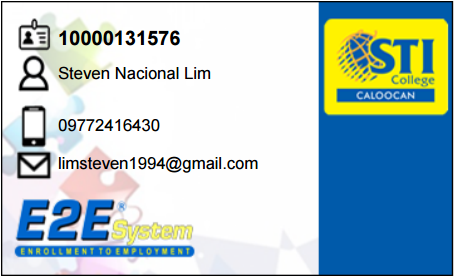 10000131576
Steven Nacional Lim
09772416430
limsteven1994@gmail.com
STI
College
CALOOCAN
E2E® System
ENROLLMENT TO EMPLOYMENT